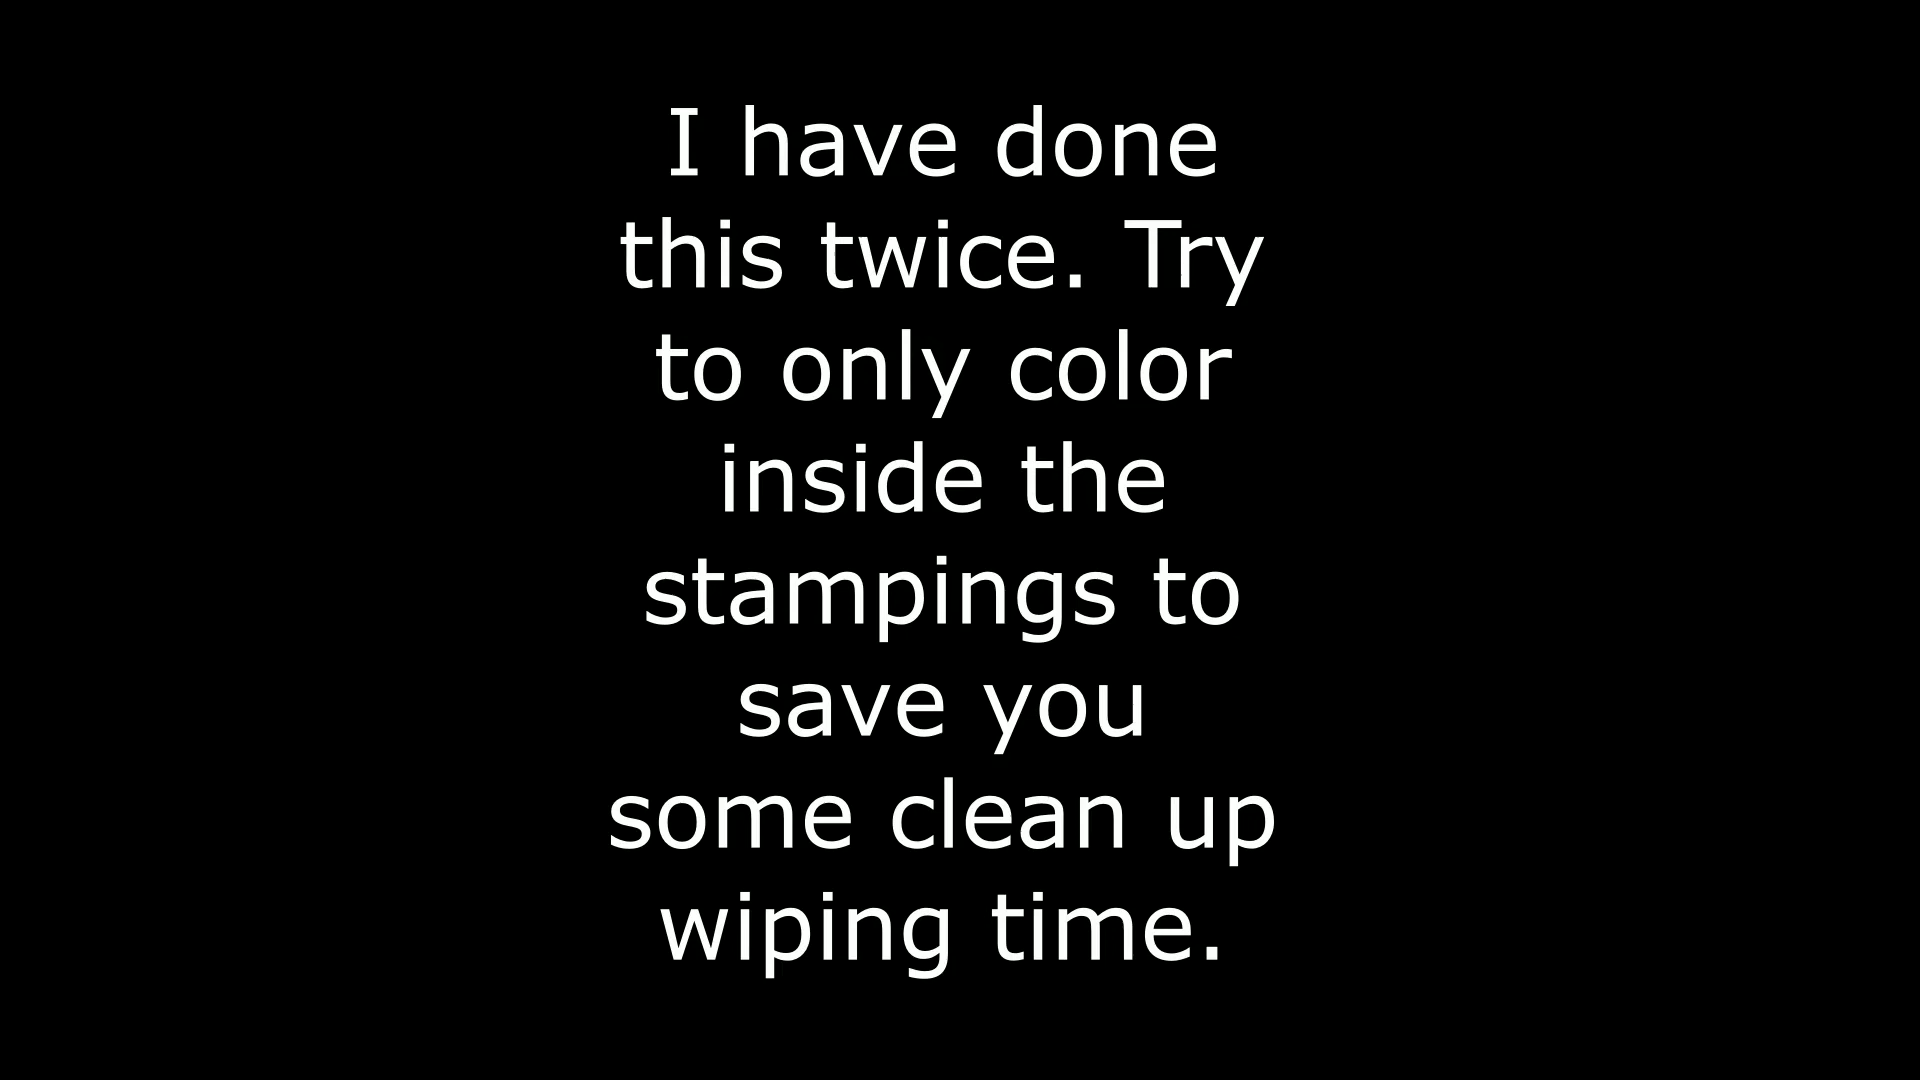 I have done
this twice. Try
to only color
inside the
stampings to
save you
some clean up
wiping time.